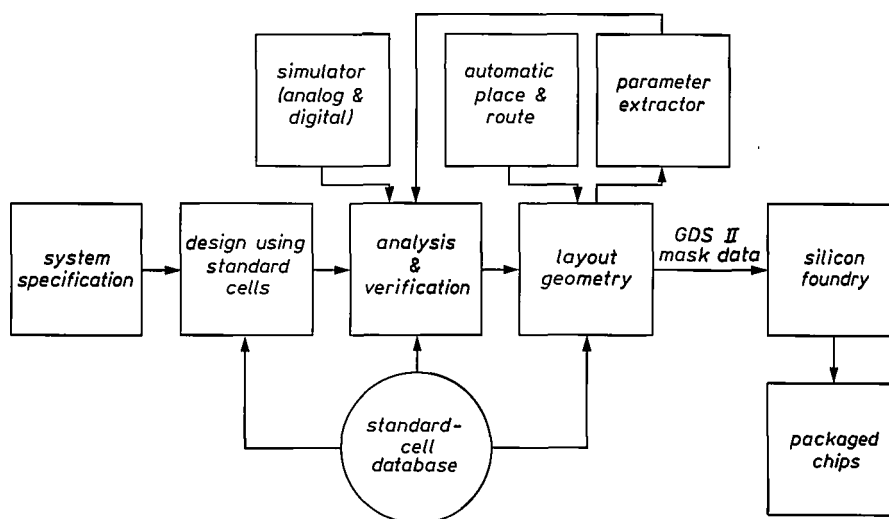 simulator
(analog &
digital)
automatic
place &
route
parameter
extractor
system
specification
design using
standard
cells
analysis
&
verification
layout
geometry
GDS II
mask data
silicon
foundry
standard-
cell
database
packaged
chips